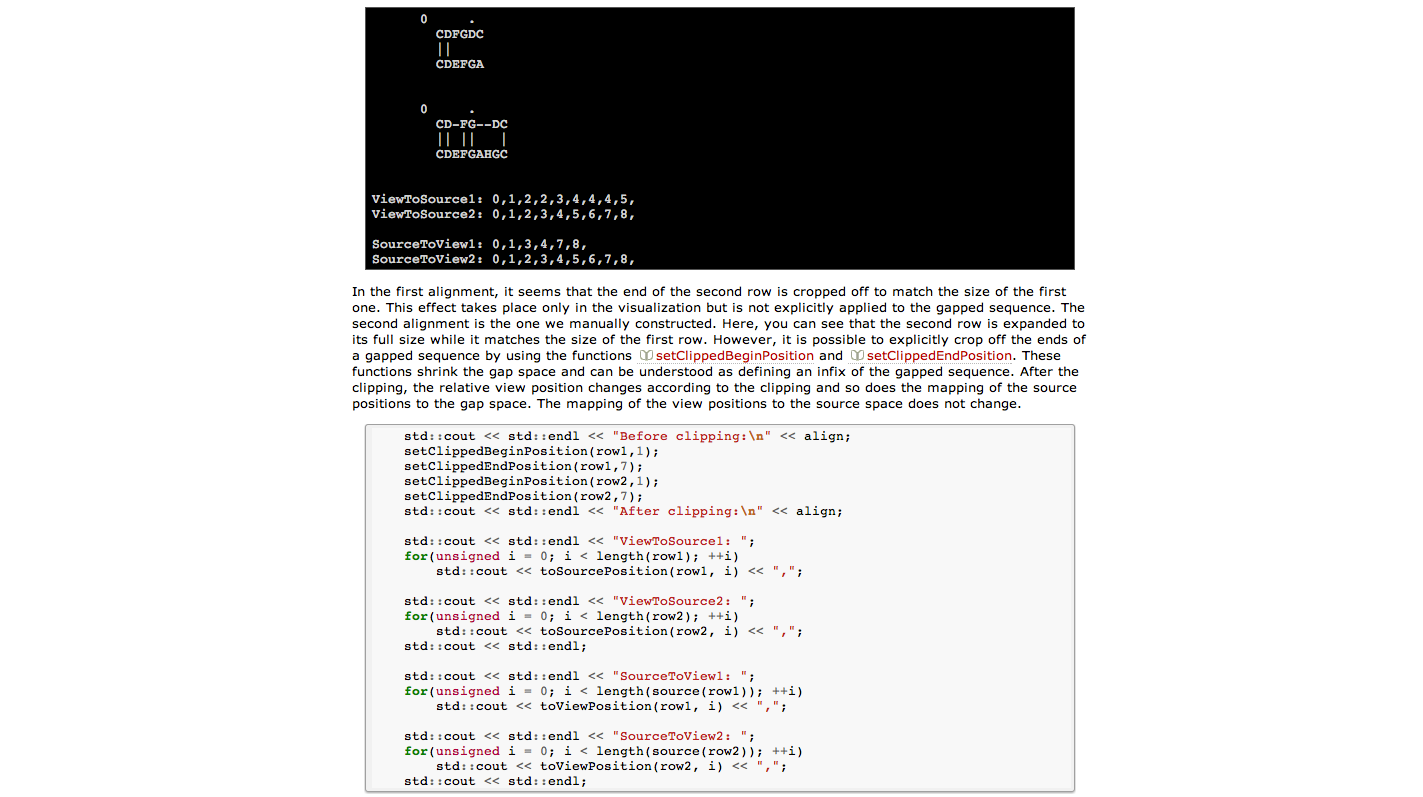 0     .
CDFGDC
||
CDEFGA
0     .
CD-FG--DC
|| ||   |
CDEFGAHGC
ViewToSource1: 0,1,2,2,3,4,4,4,5,
ViewToSource2: 0,1,2,3,4,5,6,7,8,
SourceToView1: 0,1,3,4,7,8,
SourceToView2: 0,1,2,3,4,5,6,7,8,
In the first alignment, it seems that the end of the second row is cropped off to match the size of the first
one. This effect takes place only in the visualization but is not explicitly applied to the gapped sequence. The
second alignment is the one we manually constructed. Here, you can see that the second row is expanded to
its full size while it matches the size of the first row. However, it is possible to explicitly crop off the ends of
a gapped sequence by using the functions setClippedBeginPosition and setClippedEndPosition. These
functions shrink the gap space and can be understood as defining an infix of the gapped sequence. After the
clipping, the relative view position changes according to the clipping and so does the mapping of the source
positions to the gap space. The mapping of the view positions to the source space does not change.
std::cout << std::endl << "Before clipping:\n" << align;
setClippedBeginPosition(row1,1);
setClippedEndPosition(row1,7);
setClippedBeginPosition(row2,1);
setClippedEndPosition(row2,7);
std::cout << std::endl << "After clipping:\n" << align;
std::cout << std::endl << "ViewToSource1: ";
for(unsigned i = 0; i < length(row1); ++i)
    std::cout << toSourcePosition(row1, i) << ",";
std::cout << std::endl << "ViewToSource2: ";
for(unsigned i = 0; i < length(row2); ++i)
    std::cout << toSourcePosition(row2, i) << ",";
std::cout << std::endl;
std::cout << std::endl << "SourceToView1: ";
for(unsigned i = 0; i < length(source(row1)); ++i)
    std::cout << toViewPosition(row1, i) << ",";
std::cout << std::endl << "SourceToView2: ";
for(unsigned i = 0; i < length(source(row2)); ++i)
    std::cout << toViewPosition(row2, i) << ",";
std::cout << std::endl;